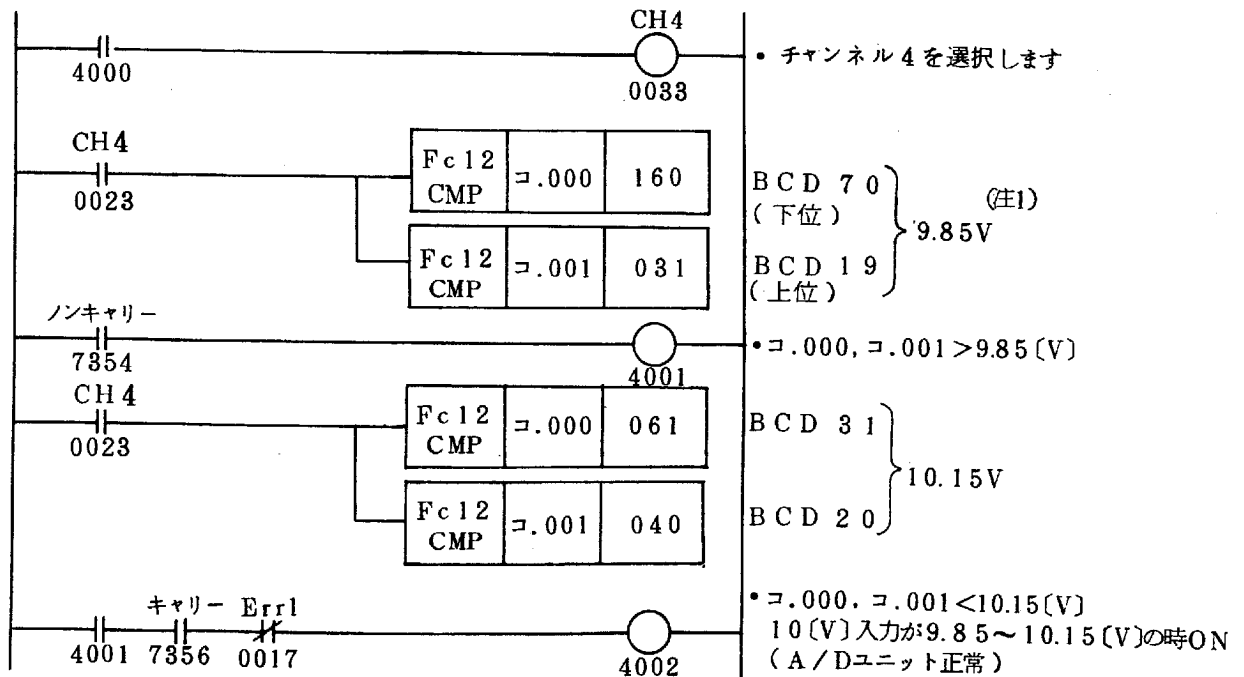 CH4
4000
0033
• チャンネル4を選択します
CH4
0023
Fc12
CMP
コ.000
160
BCD 70
(下位)
Fc12
CMP
コ.001
031
BCD 19
(上位)
9.85V
(注1)
ノンキャリー
7354
4001
• コ.000, コ.001>9.85〔V〕
CH4
0023
Fc12
CMP
コ.000
061
BCD 31
Fc12
CMP
コ.001
040
BCD 20
10.15V
キャリー
Err1
4001
7356
0017
4002
• コ.000, コ.001<10.15〔V〕
10〔V〕入力が9.85~10.15〔V〕の時ON
(A/Dユニット正常)